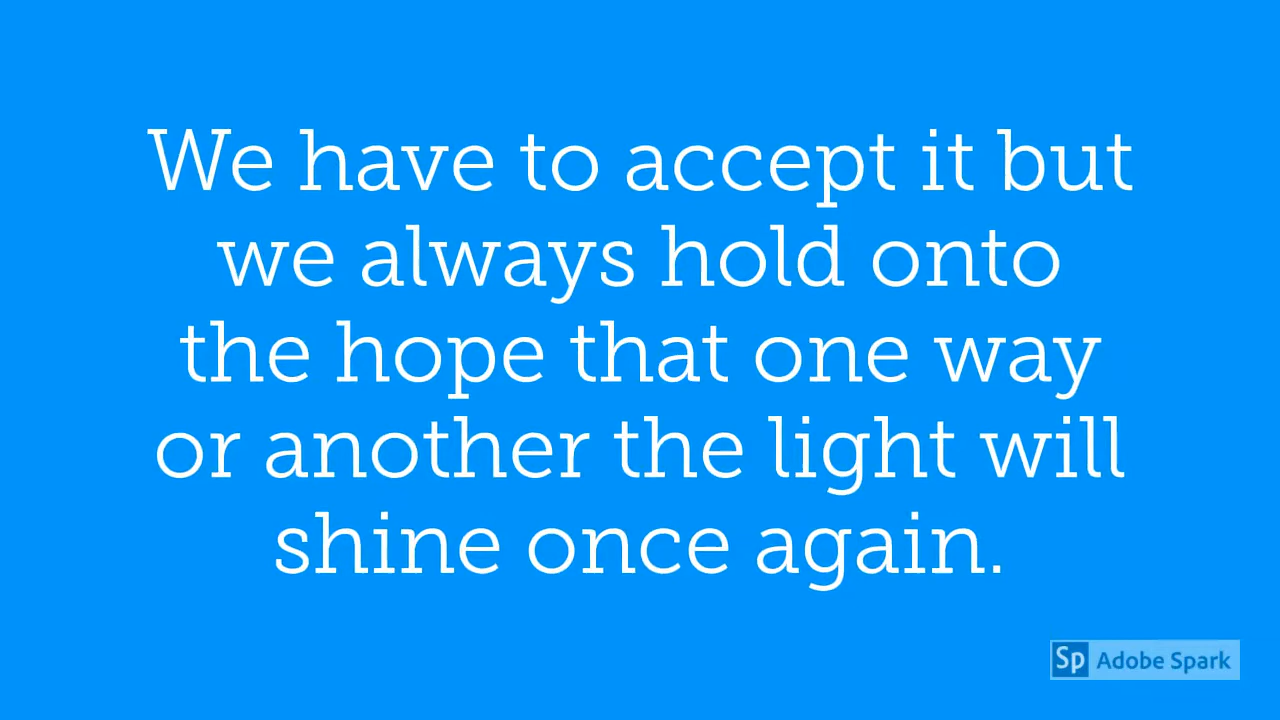 We have to accept it but
we always hold onto
the hope that one way
or another the light will
shine once again.
Sp Adobe Spark